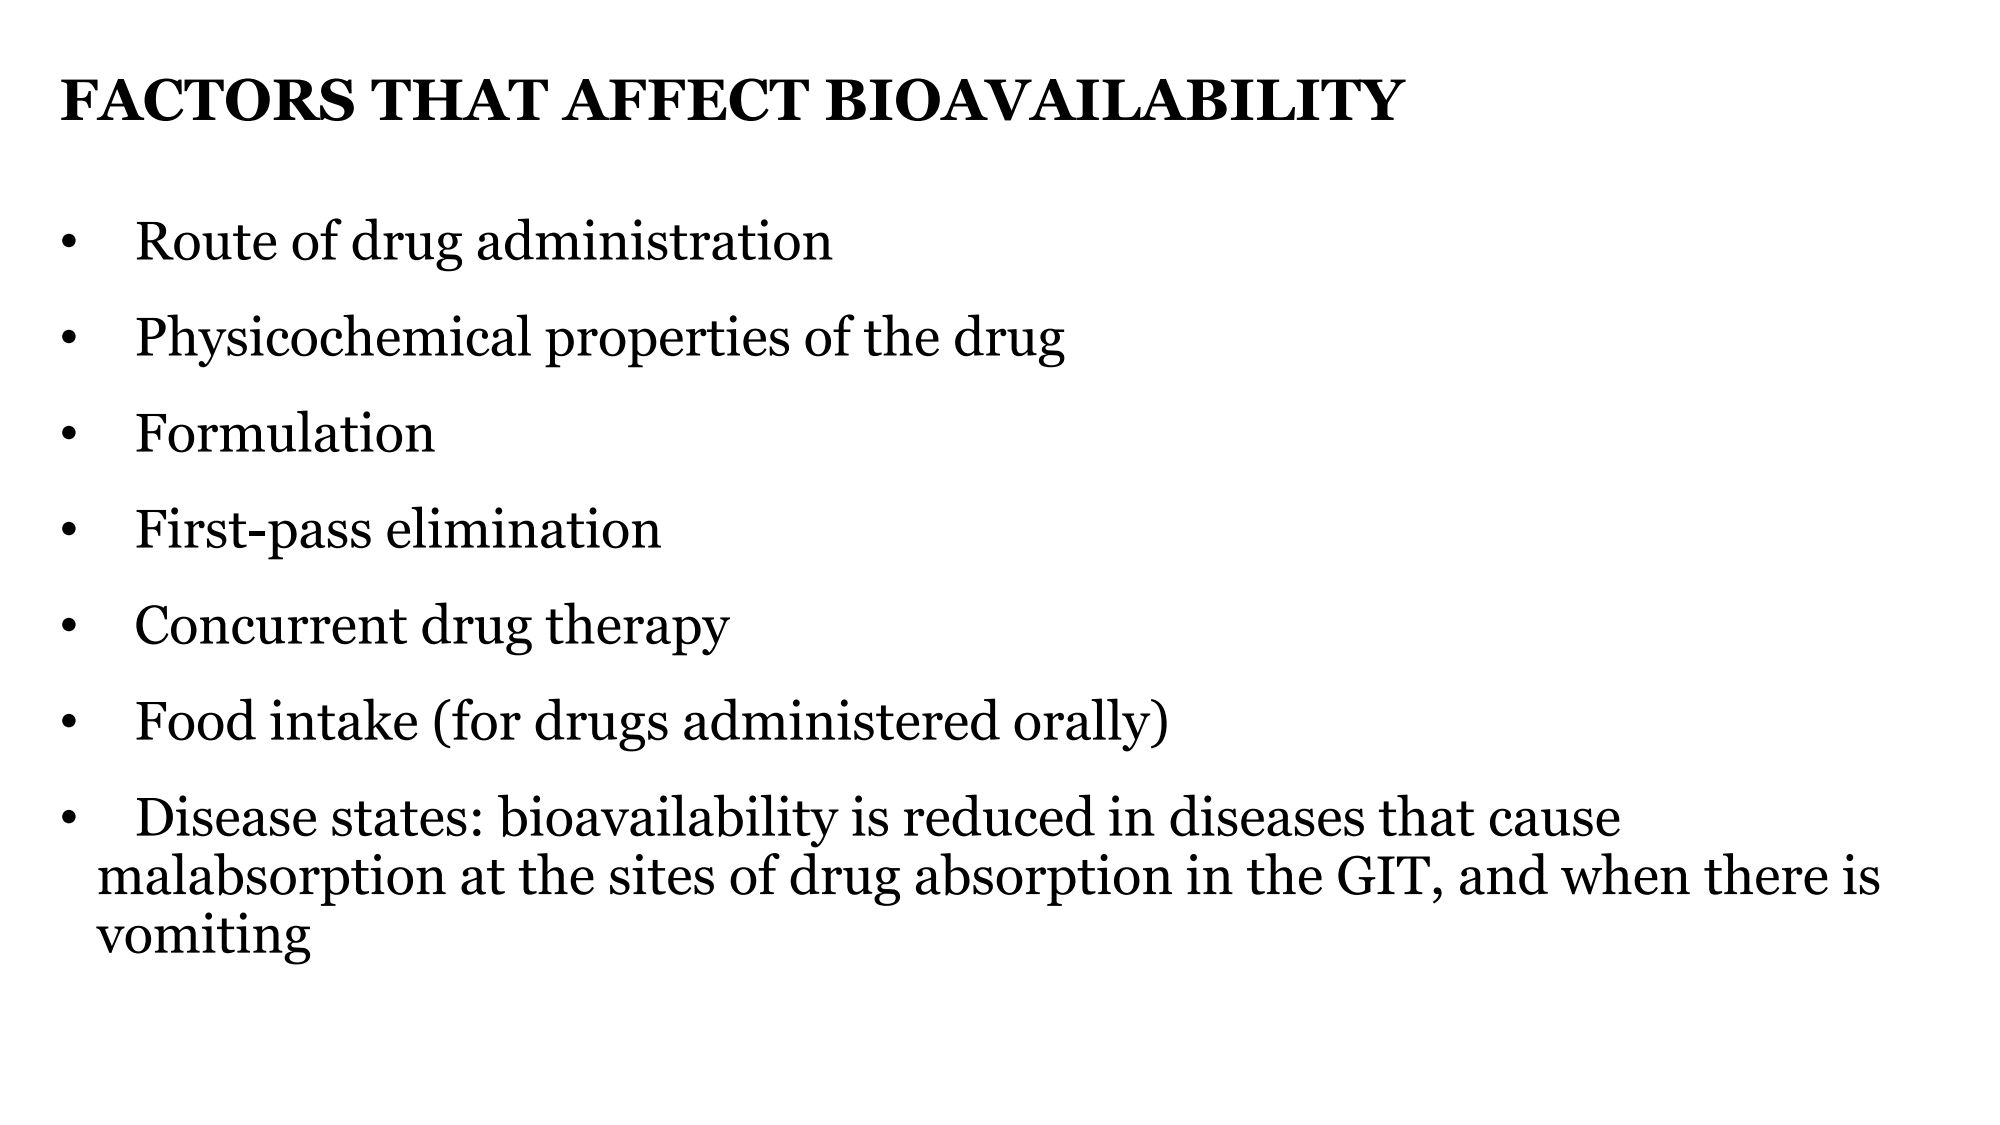 FACTORS THAT AFFECT BIOAVAILABILITY
• Route of drug administration
• Physicochemical properties of the drug
• Formulation
• First-pass elimination
• Concurrent drug therapy
• Food intake (for drugs administered orally)
• Disease states: bioavailability is reduced in diseases that cause
malabsorption at the sites of drug absorption in the GIT, and when there is
vomiting